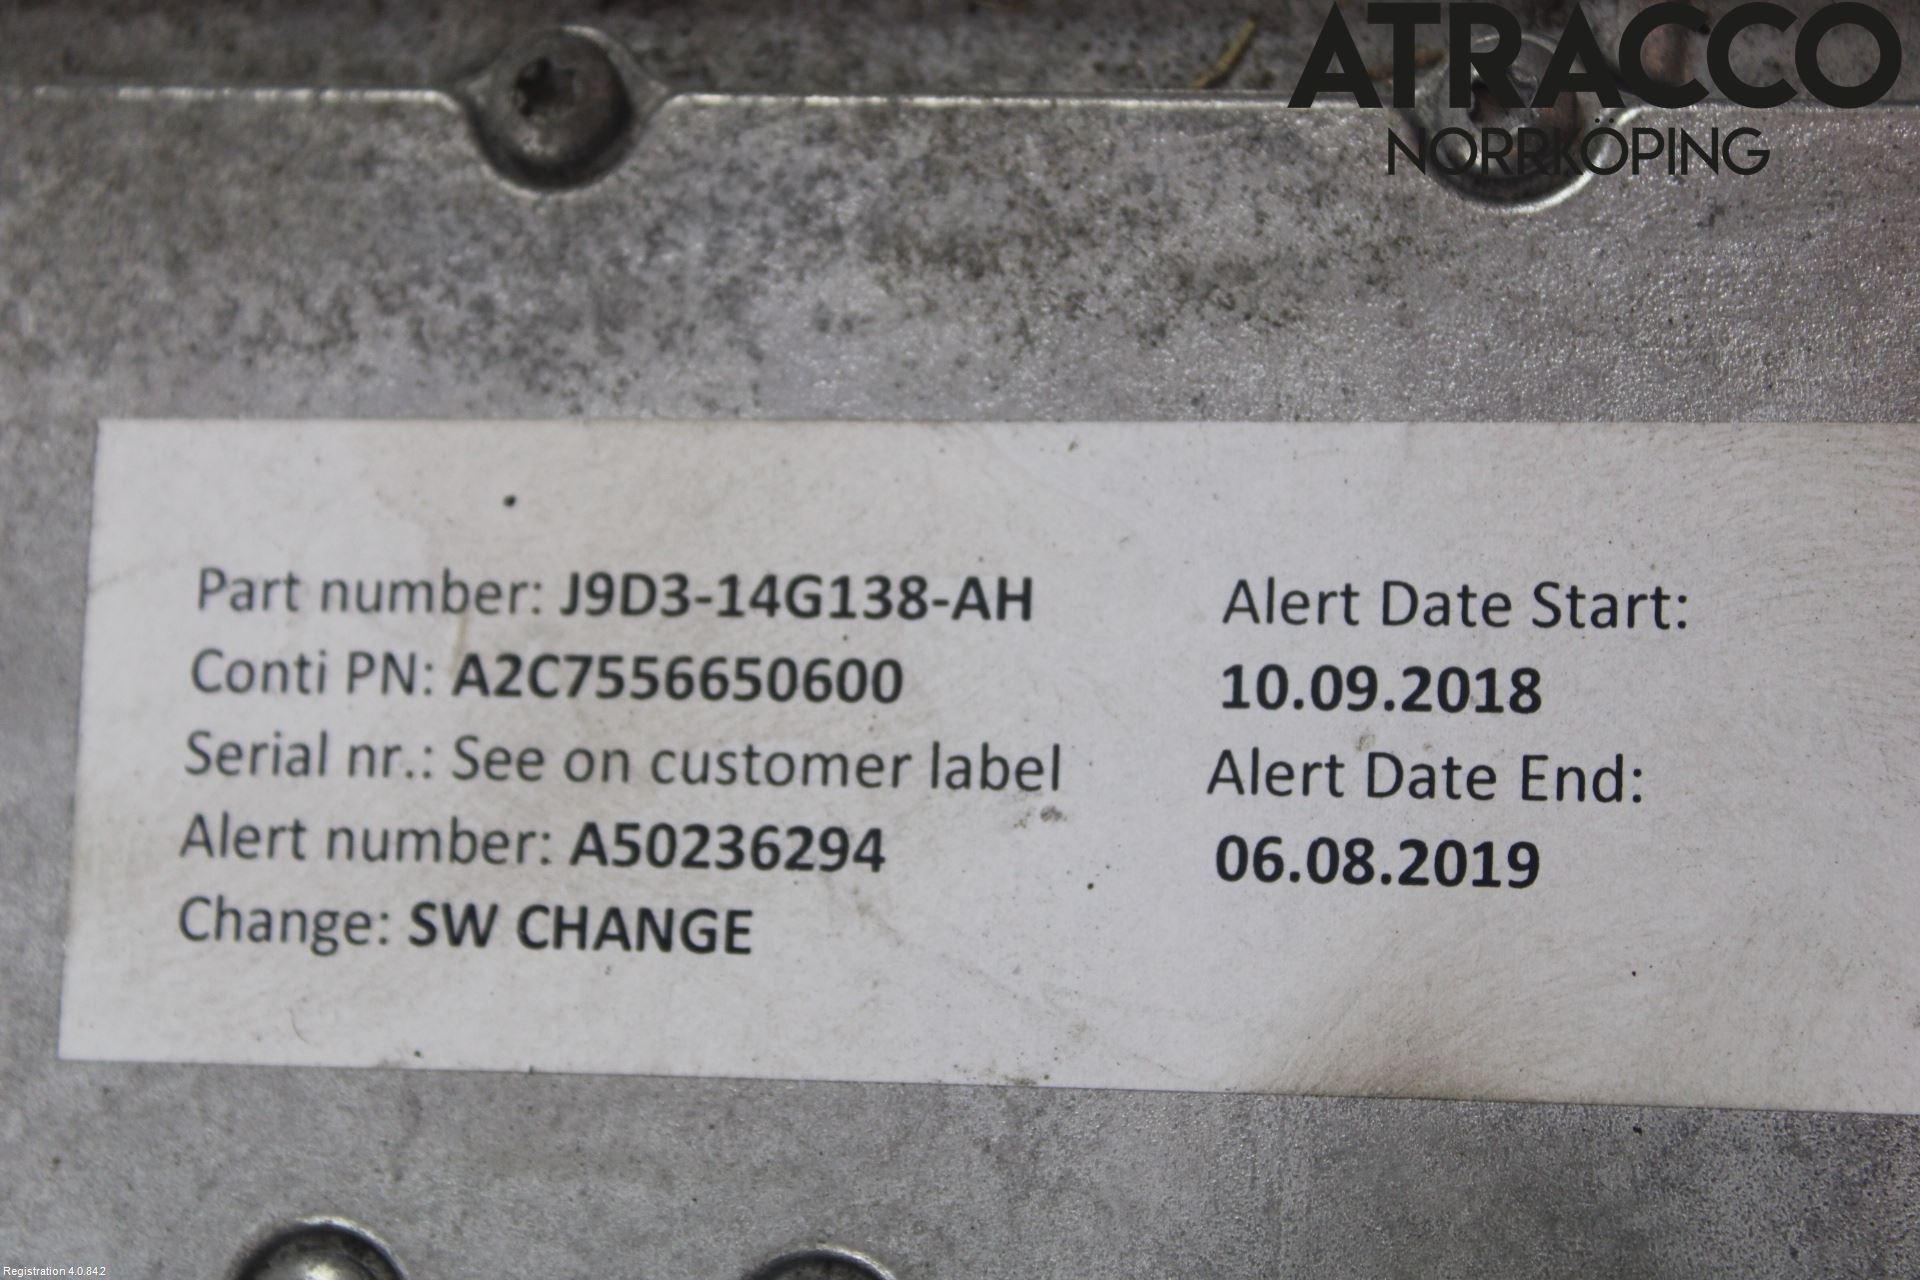 ATRACCO
NORRKÖPING
Part number: J9D3-14G138-AH
Conti PN: A2C7556650600
Serial nr.: See on customer label
Alert number: A50236294
Change: SW CHANGE
Alert Date Start:
10.09.2018
Alert Date End:
06.08.2019
Registration 4.0.842